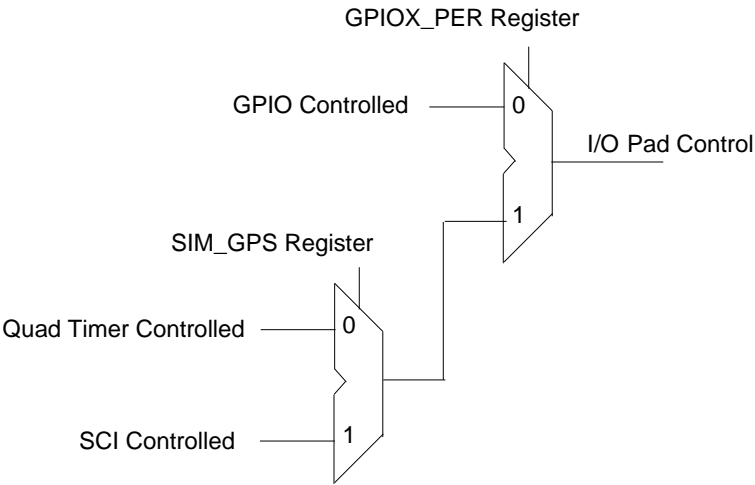 GPIOX_PER Register
GPIO Controlled
0
I/O Pad Control
1
SIM_GPS Register
Quad Timer Controlled
0
SCI Controlled
1